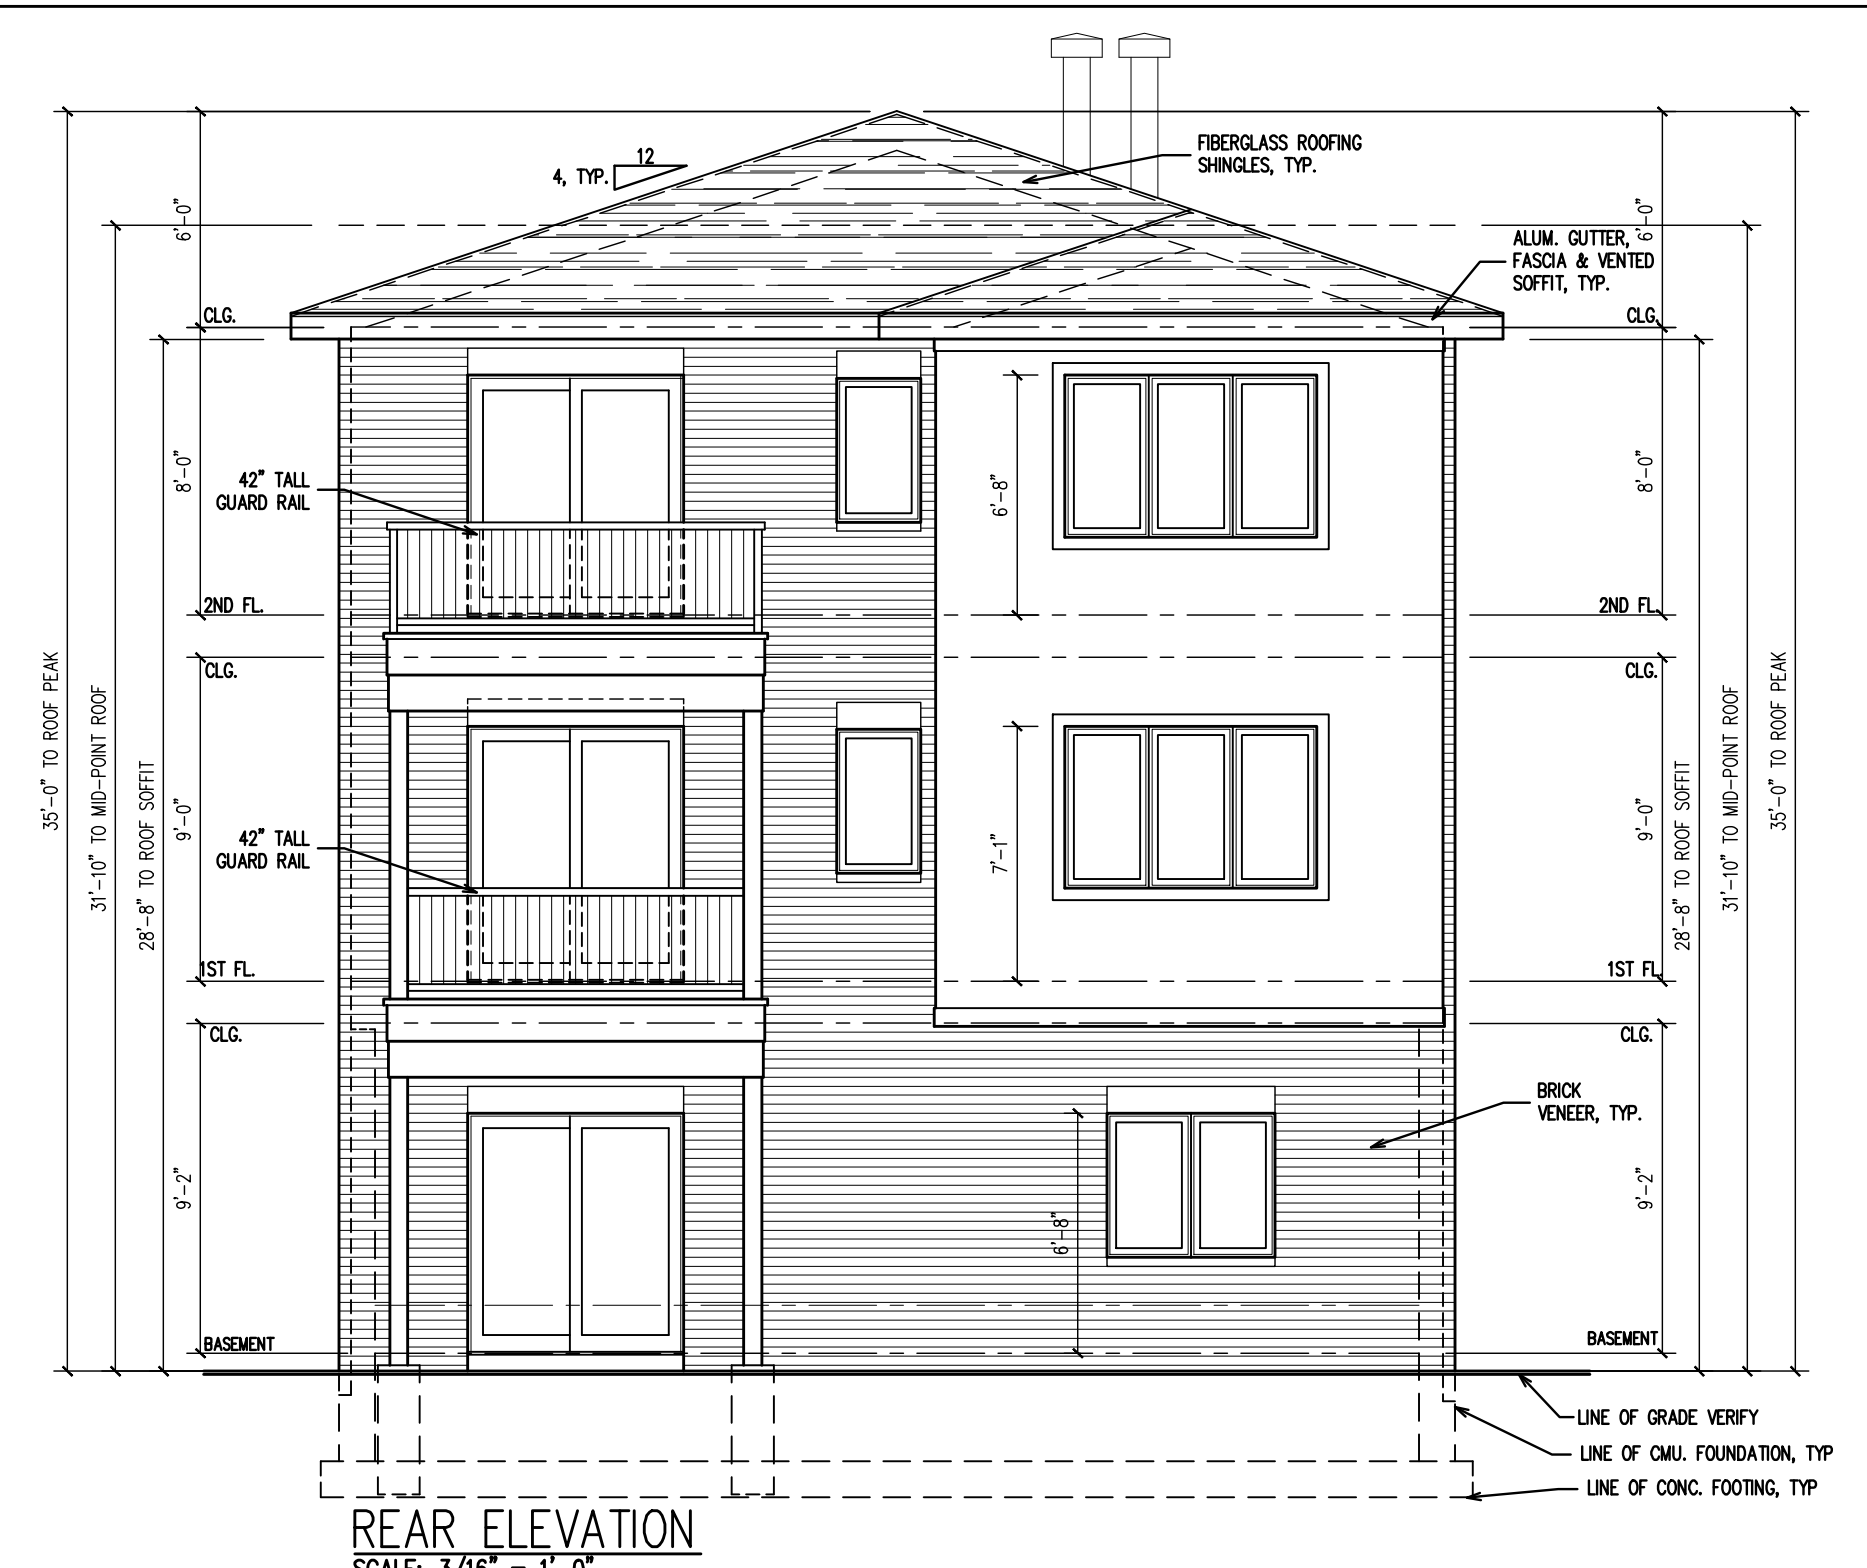 12
4, TYP.
FIBERGLASS ROOFING
SHINGLES, TYP.
6'-0"
6'-0"
ALUM. GUTTER,
FASCIA & VENTED
SOFFIT, TYP.
CLG.
CLG.
8'-0"
42" TALL
GUARD RAIL
6'-8"
8'-0"
2ND FL.
2ND FL.
CLG.
CLG.
35'-0" TO ROOF PEAK
31'-10" TO MID-POINT ROOF
28'-8" TO ROOF SOFFIT
9'-0"
42" TALL
GUARD RAIL
7'-1"
9'-0"
28'-8" TO ROOF SOFFIT
31'-10" TO MID-POINT ROOF
35'-0" TO ROOF PEAK
1ST FL.
1ST FL.
CLG.
CLG.
BRICK
VENEER, TYP.
9'-2"
6'-8"
9'-2"
BASEMENT
BASEMENT
LINE OF GRADE VERIFY
LINE OF CMU. FOUNDATION, TYP
LINE OF CONC. FOOTING, TYP
REAR ELEVATION
SCALE: 3/16" = 1'-0"